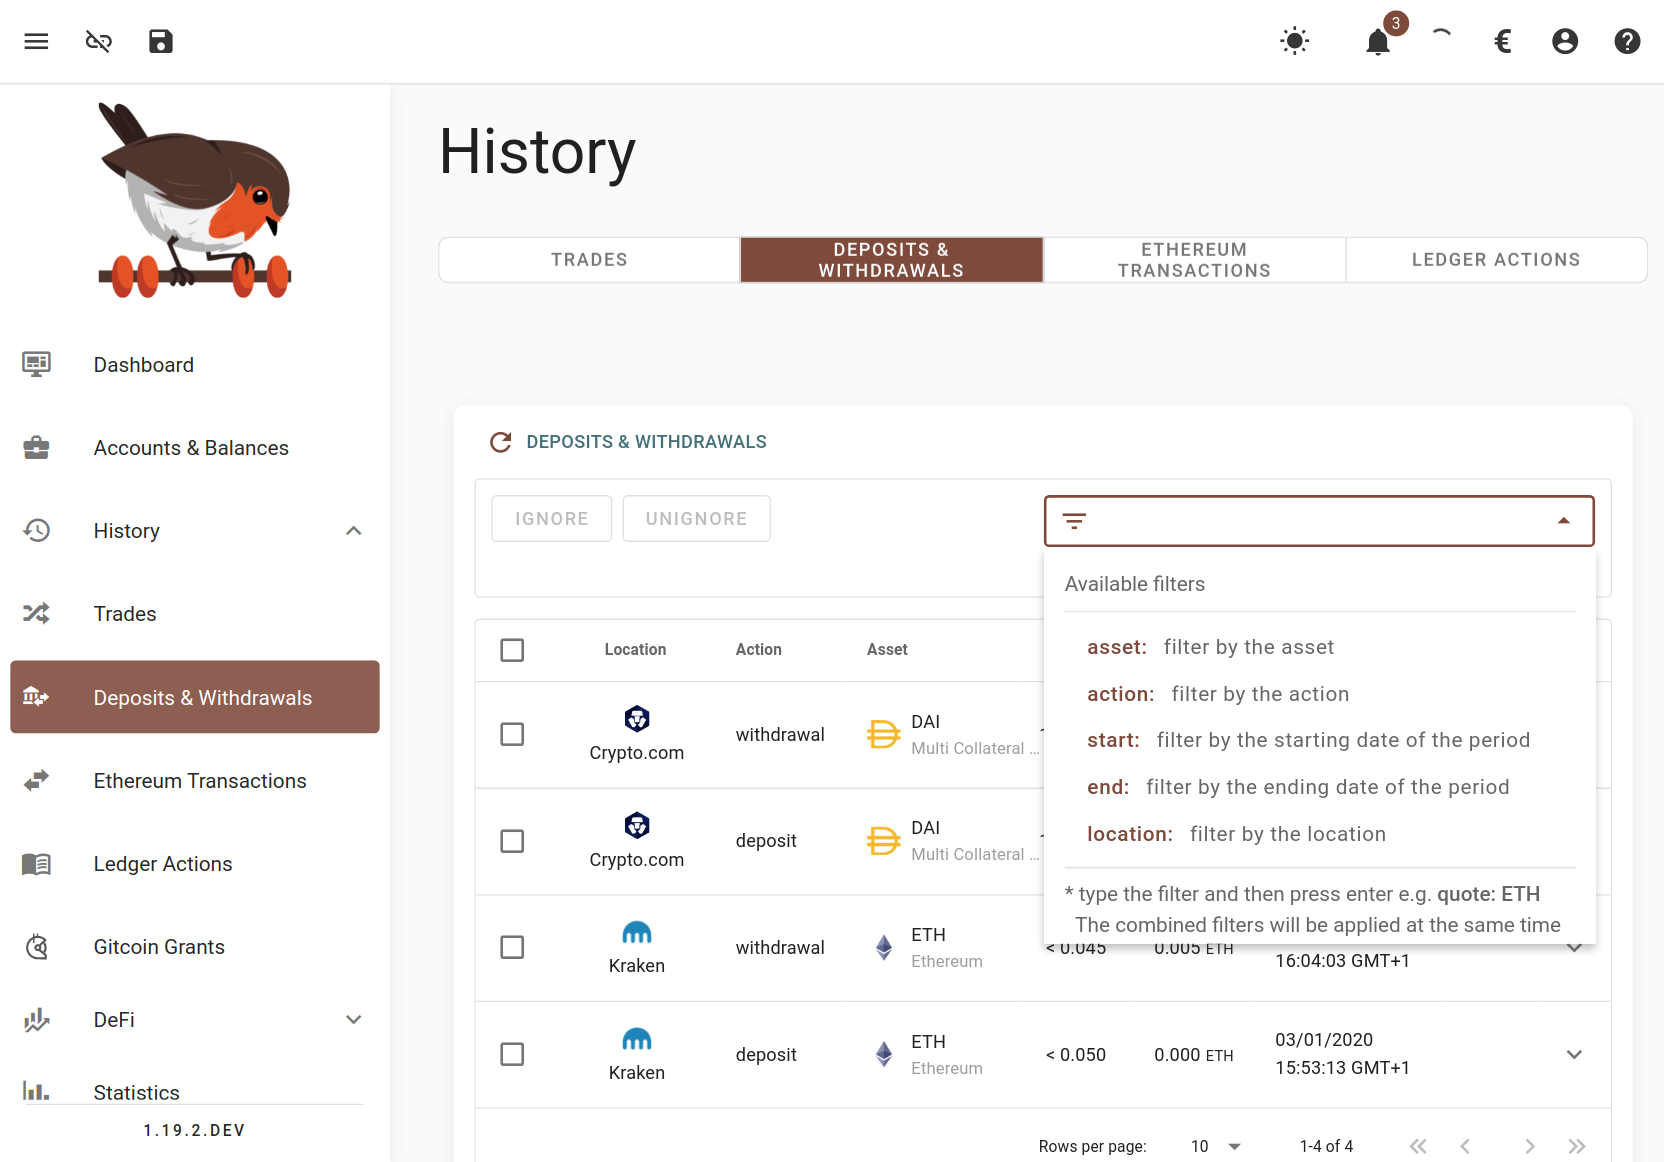 3
€
History
TRADES
DEPOSITS &
WITHDRAWALS
ETHEREUM
TRANSACTIONS
LEDGER ACTIONS
Dashboard
Accounts & Balances
History
Trades
Deposits & Withdrawals
Ethereum Transactions
Ledger Actions
Gitcoin Grants
DeFi
Statistics
1.19.2.DEV
DEPOSITS & WITHDRAWALS
IGNORE
UNIGNORE
Available filters
asset: filter by the asset
action: filter by the action
start: filter by the starting date of the period
end: filter by the ending date of the period
location: filter by the location
* type the filter and then press enter e.g. quote: ETH
The combined filters will be applied at the same time
Location Action Asset
Crypto.com withdrawal DAI
Multi Collateral ...
Crypto.com deposit DAI
Multi Collateral ...
Kraken withdrawal ETH
Ethereum
< 0.045 0.005 ETH
16:04:03 GMT+1
Kraken deposit ETH
Ethereum
< 0.050 0.000 ETH
03/01/2020
15:53:13 GMT+1
Rows per page: 10 1-4 of 4